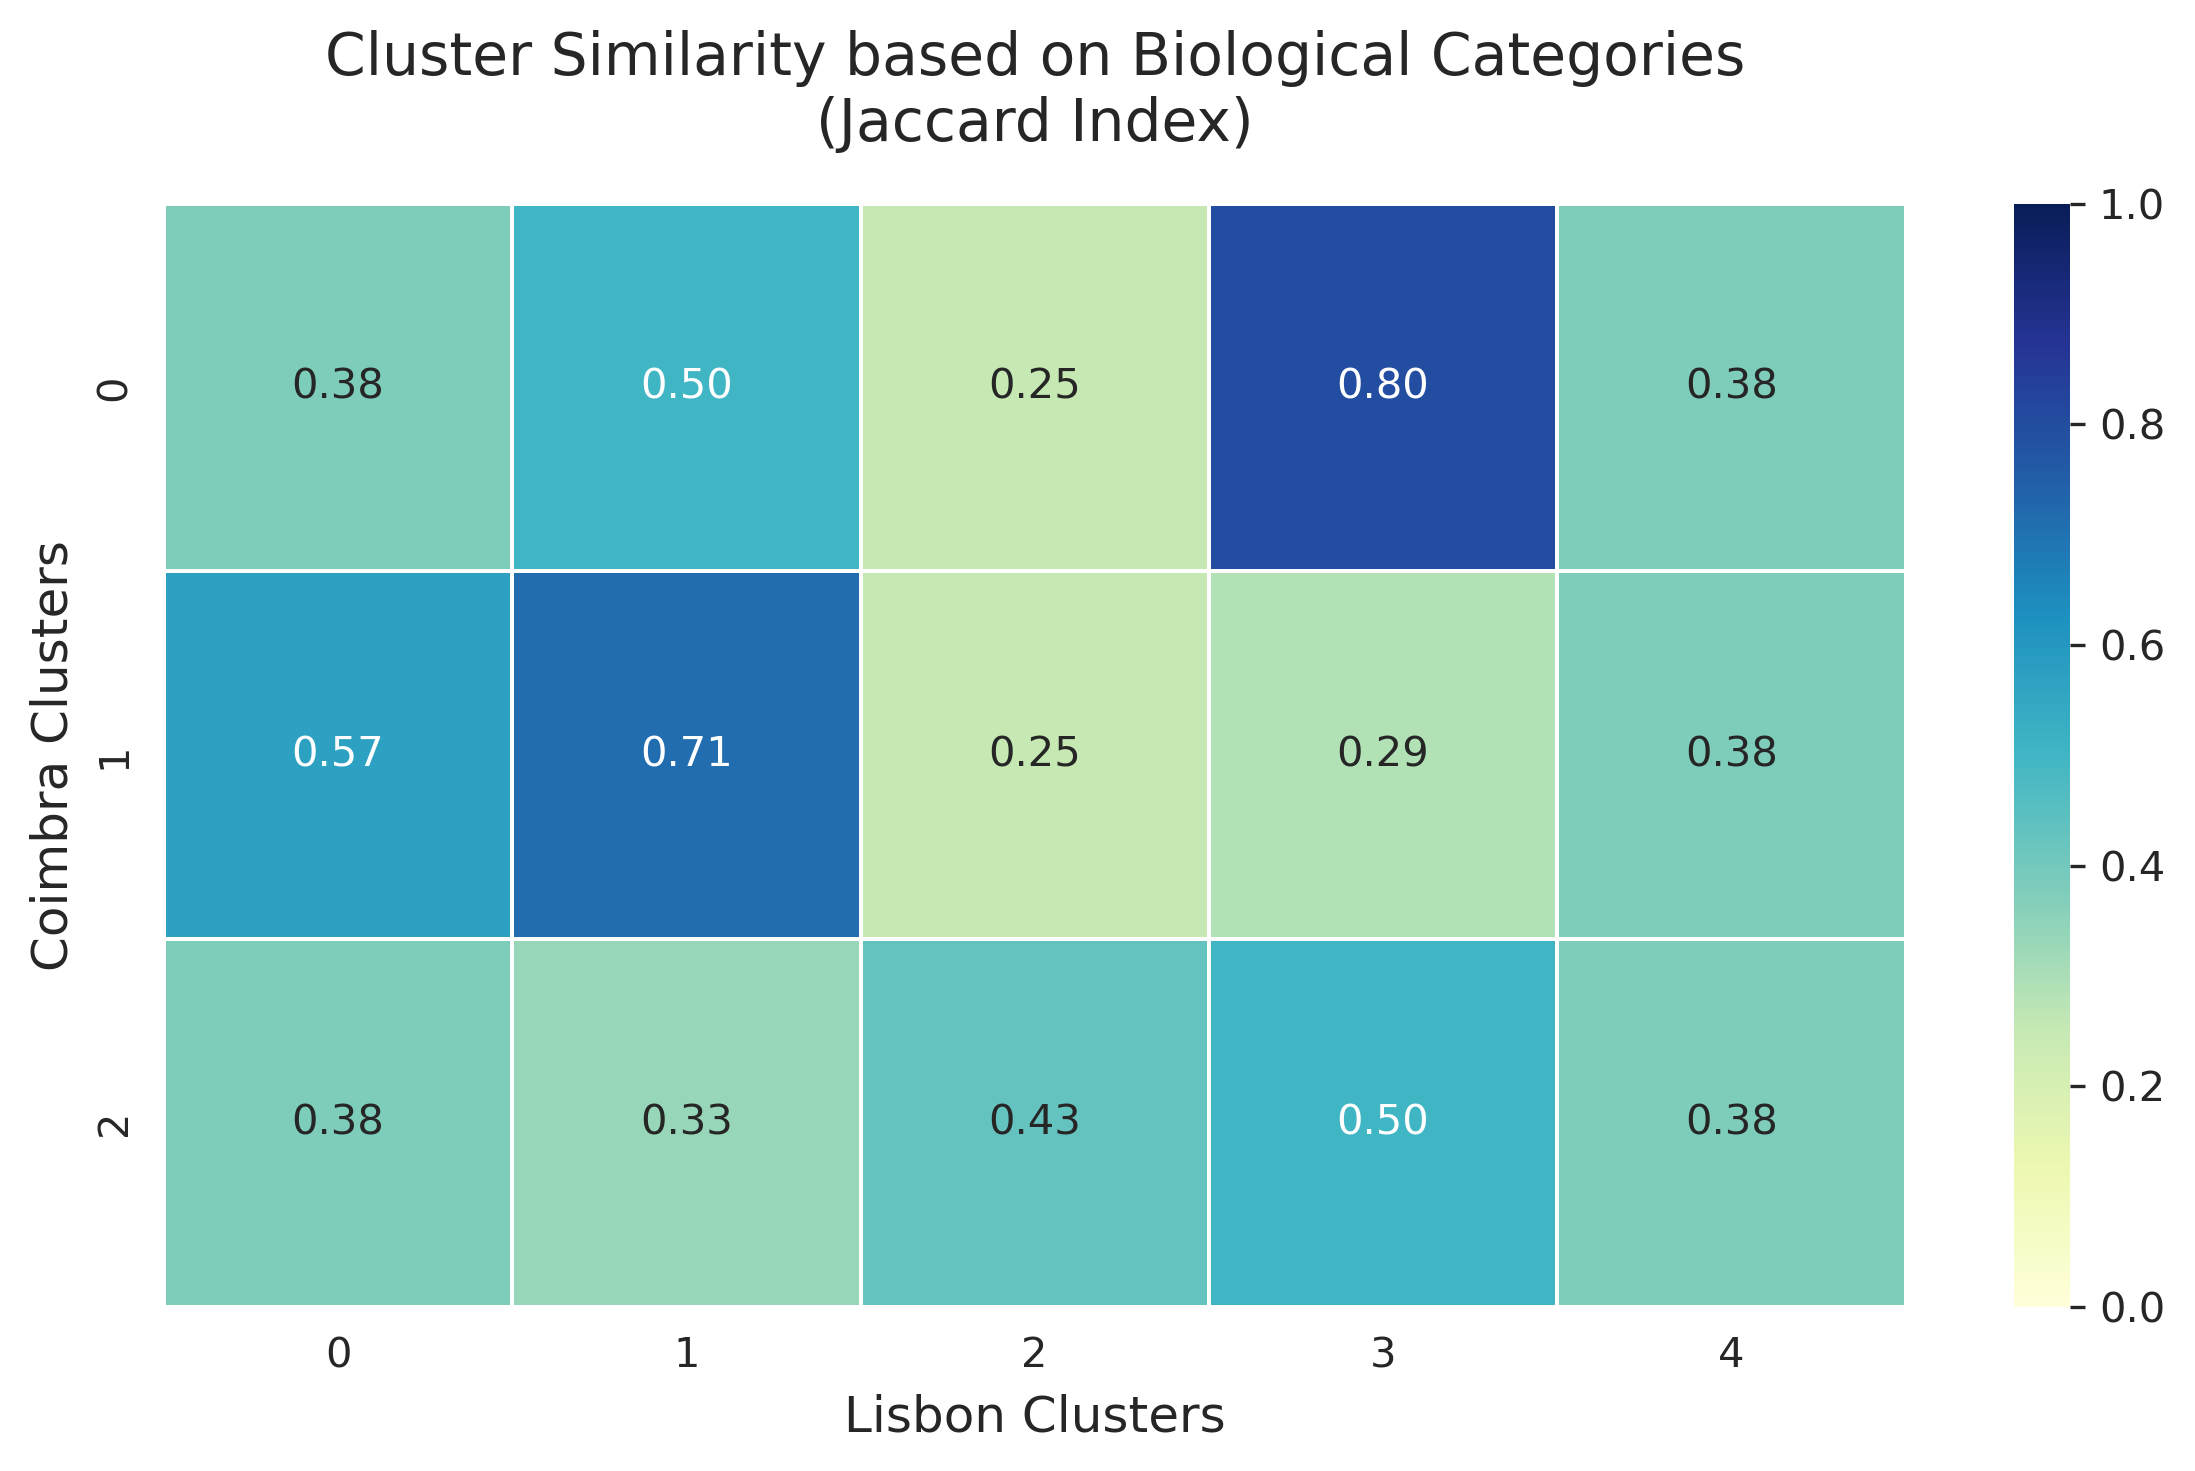 Cluster Similarity based on Biological Categories
(Jaccard Index)
1.0
0.8
0.6
0.4
0.2
0.0
Coimbra Clusters
0
0.38 0.50 0.25 0.80 0.38
1
0.57 0.71 0.25 0.29 0.38
2
0.38 0.33 0.43 0.50 0.38
0 1 2 3 4
Lisbon Clusters